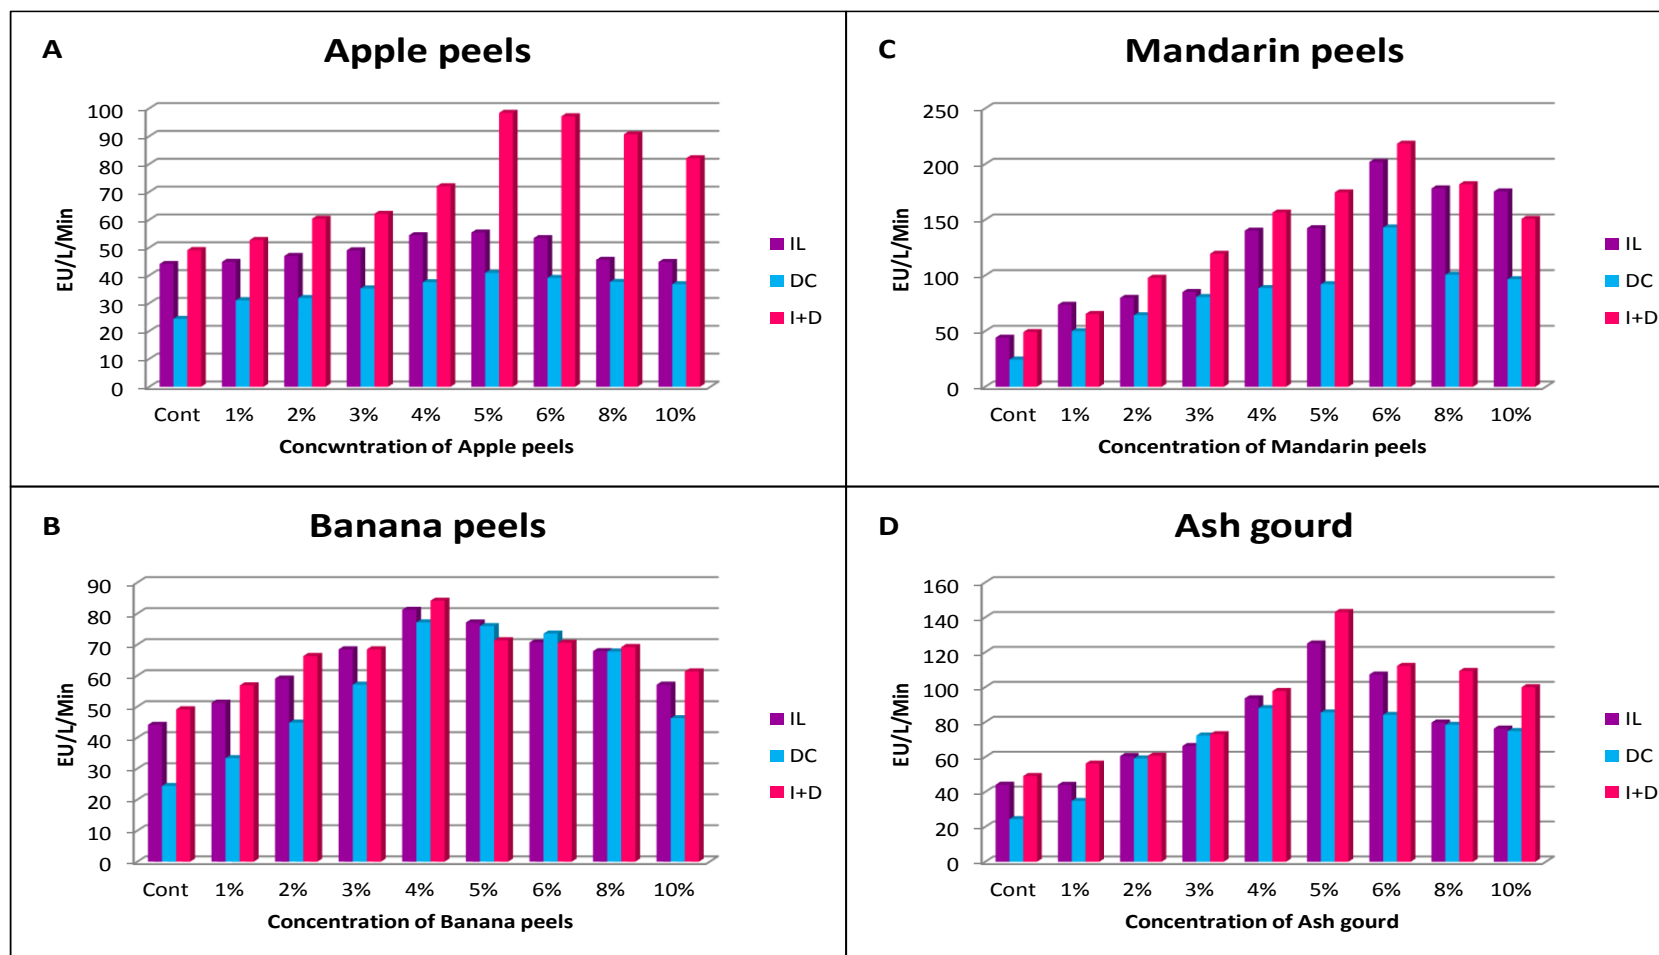 A
Apple peels
EU/L/Min
100
90
80
70
60
50
40
30
20
10
0
Cont 1% 2% 3% 4% 5% 6% 8% 10%
Concwntration of Apple peels
IL
DC
I+D
C
Mandarin peels
EU/L/Min
250
200
150
100
50
0
Cont 1% 2% 3% 4% 5% 6% 8% 10%
Concentration of Mandarin peels
IL
DC
I+D
B
Banana peels
EU/L/Min
90
80
70
60
50
40
30
20
10
0
Cont 1% 2% 3% 4% 5% 6% 8% 10%
Concentration of Banana peels
IL
DC
I+D
D
Ash gourd
EU/L/Min
160
140
120
100
80
60
40
20
0
Cont 1% 2% 3% 4% 5% 6% 8% 10%
Concentration of Ash gourd
IL
DC
I+D